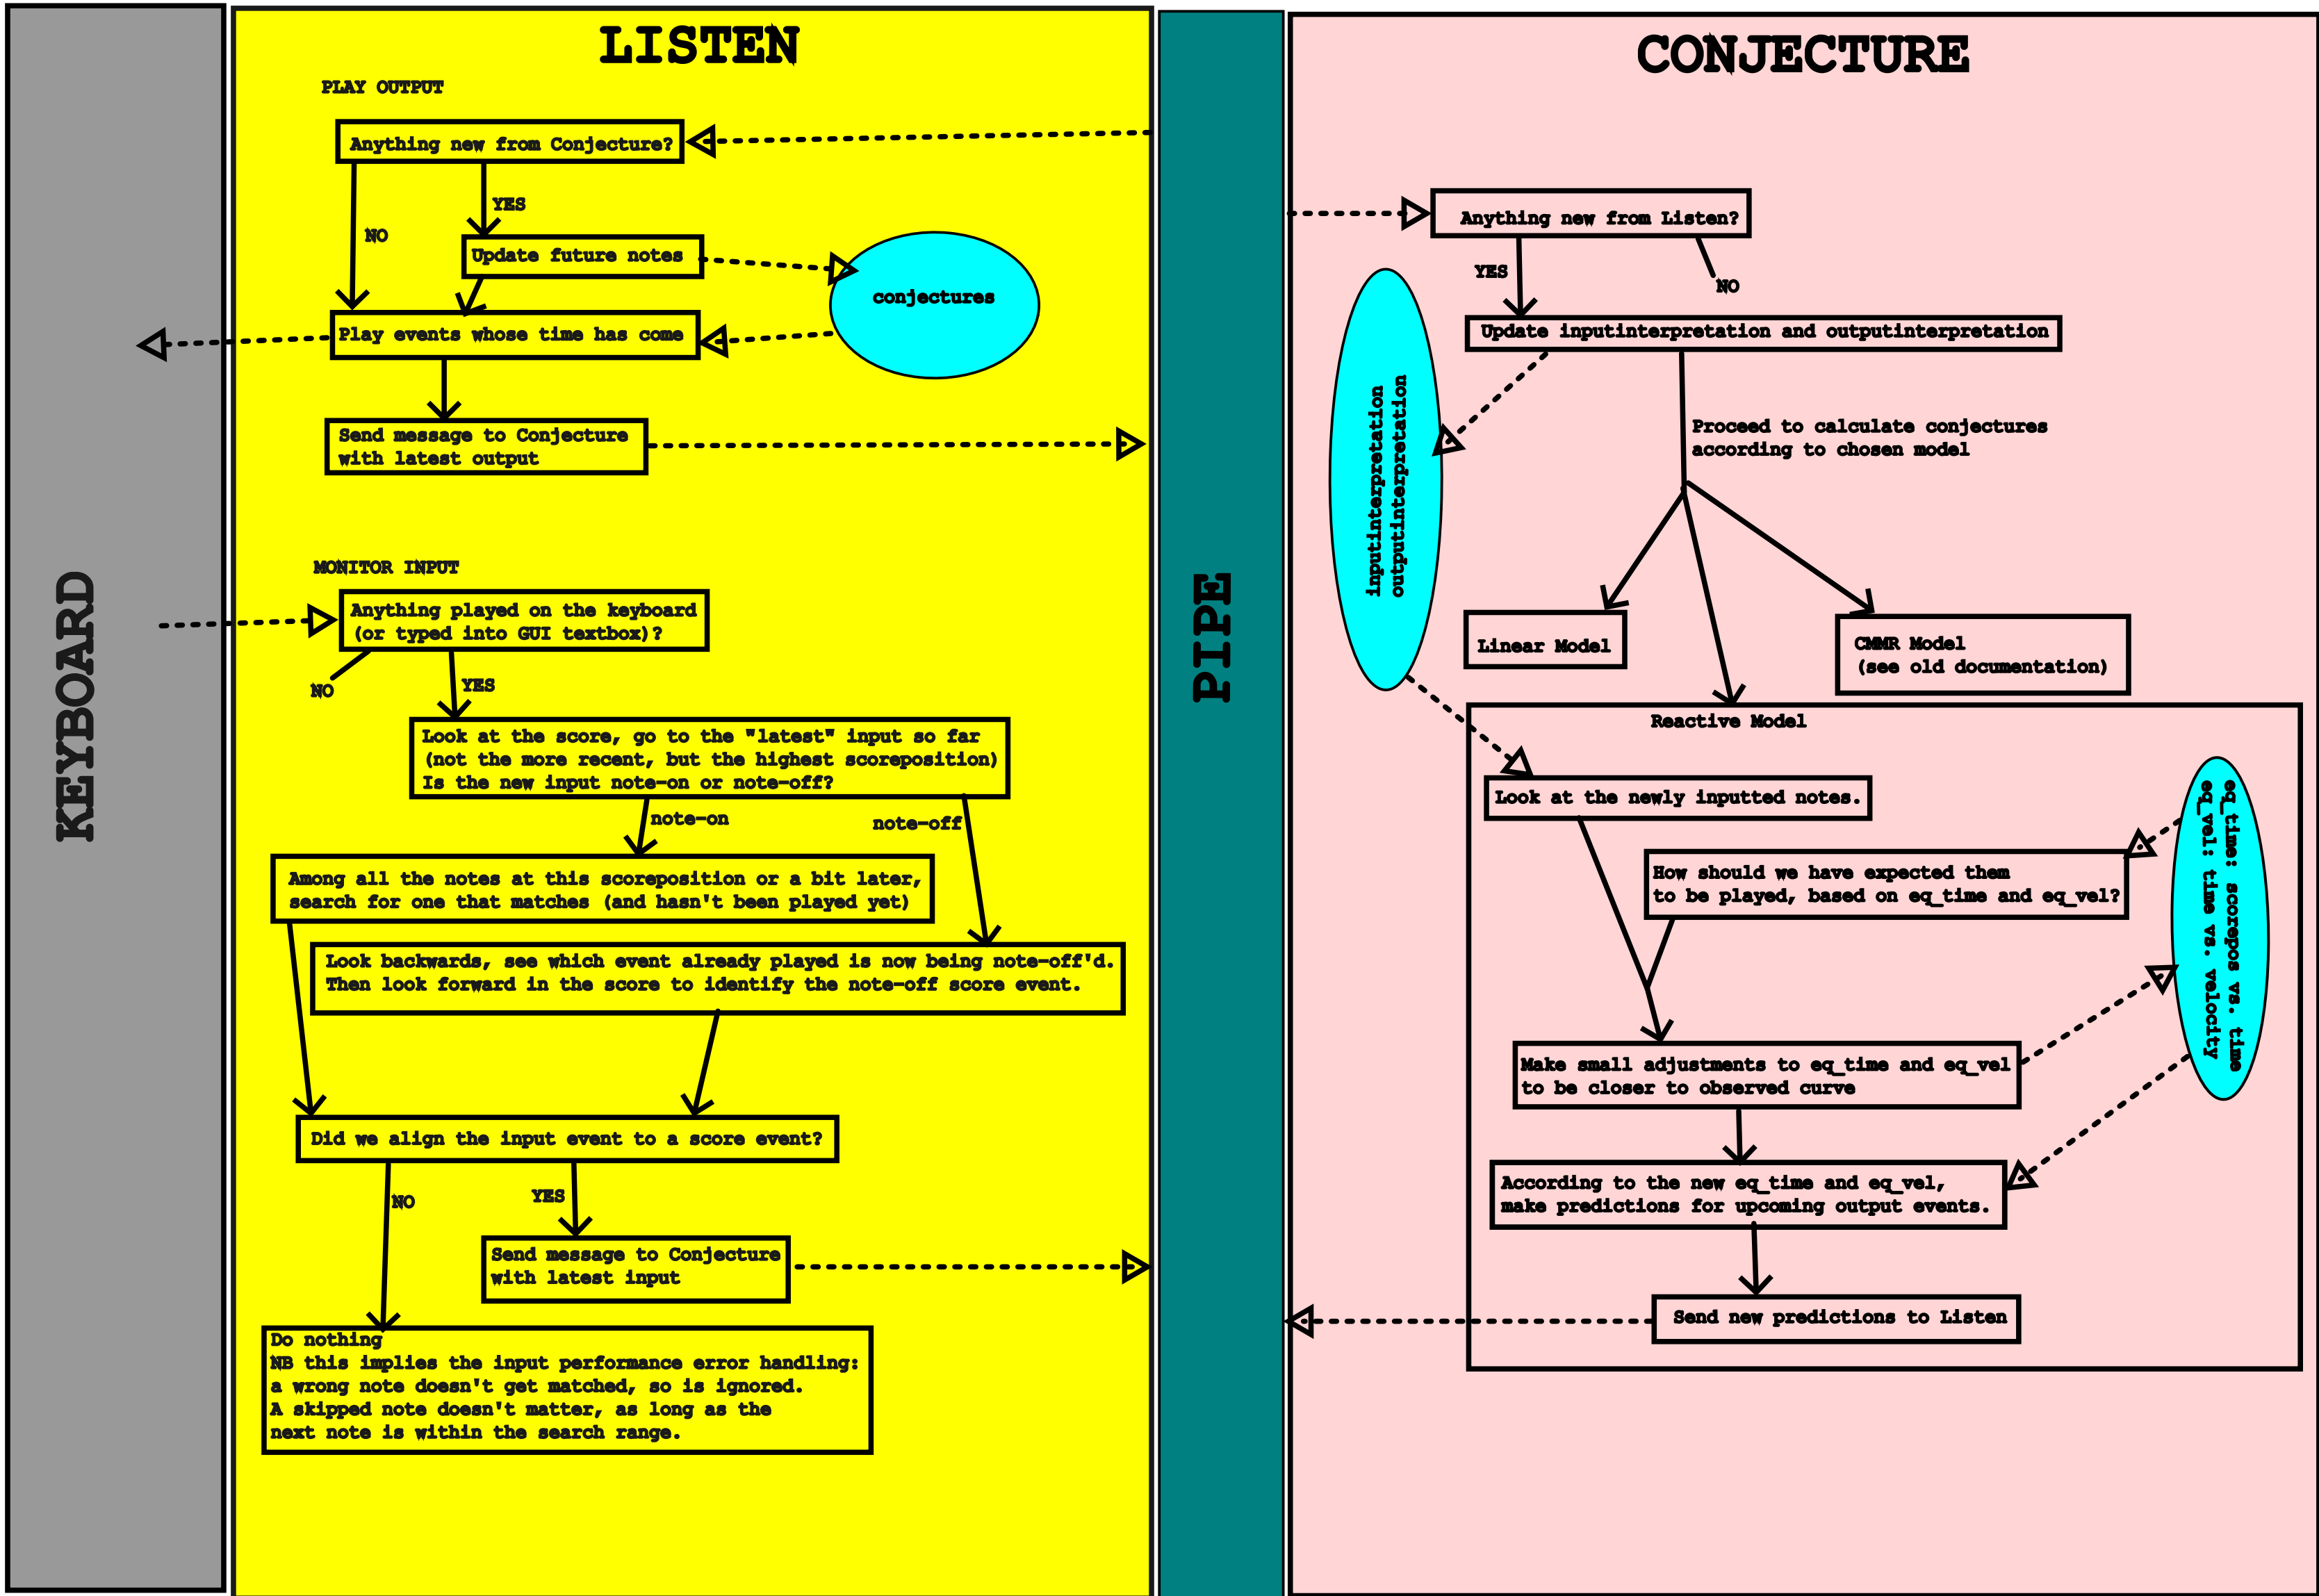 KEYBOARD
LISTEN
PLAY OUTPUT
Anything new from Conjecture?
YES
NO
Update future notes
conjectures
Play events whose time has come
Send message to Conjecture
with latest output
MONITOR INPUT
Anything played on the keyboard
(or typed into GUI textbox)?
NO
YES
Look at the score, go to the "latest" input so far
(not the more recent, but the highest scoreposition)
Is the new input note-on or note-off?
note-on
note-off
Among all the notes at this scoreposition or a bit later,
search for one that matches (and hasn't been played yet)
Look backwards, see which event already played is now being note-off'd.
Then look forward in the score to identify the note-off score event.
Did we align the input event to a score event?
NO
YES
Send message to Conjecture
with latest input
Do nothing
NB this implies the input performance error handling:
a wrong note doesn't get matched, so is ignored.
A skipped note doesn't matter, as long as the
next note is within the search range.
PIPE
CONJECTURE
Anything new from Listen?
YES
NO
Update inputinterpretation and outputinterpretation
inputinterpretation
outputinterpretation
Proceed to calculate conjectures
according to chosen model
Linear Model
CMMR Model
(see old documentation)
Reactive Model
Look at the newly inputted notes.
How should we have expected them
to be played, based on eq_time and eq_vel?
eq_time: scorepos vs. time
eq_vel: time vs. velocity
Make small adjustments to eq_time and eq_vel
to be closer to observed curve
According to the new eq_time and eq_vel,
make predictions for upcoming output events.
Send new predictions to Listen